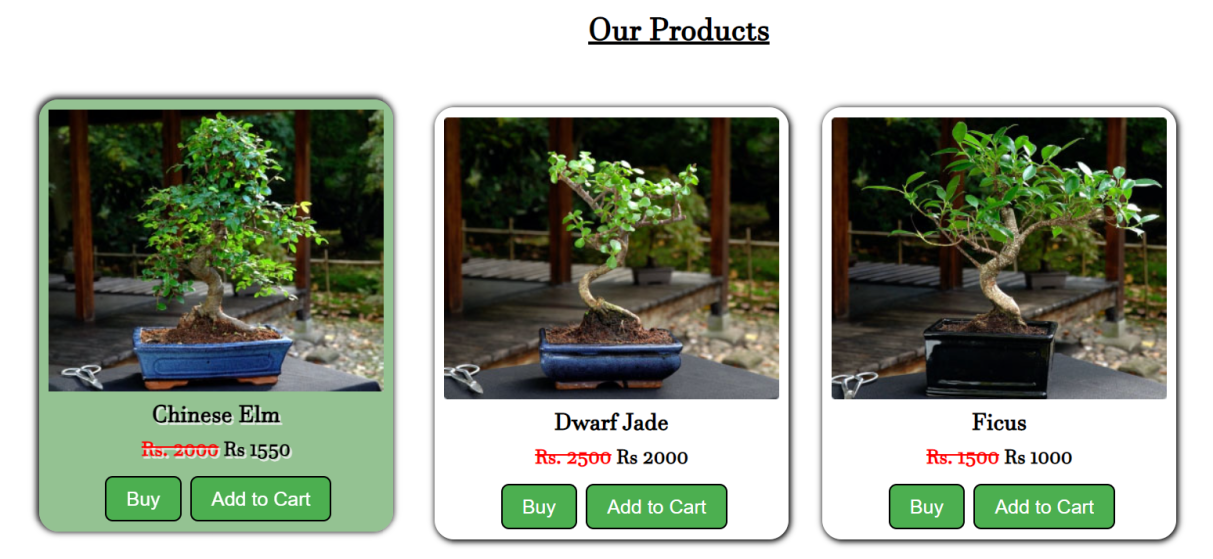 Our Products
Chinese Elm
Rs. 2000 Rs 1550
Buy
Add to Cart
Dwarf Jade
Rs. 2500 Rs 2000
Buy
Add to Cart
Ficus
Rs. 1500 Rs 1000
Buy
Add to Cart